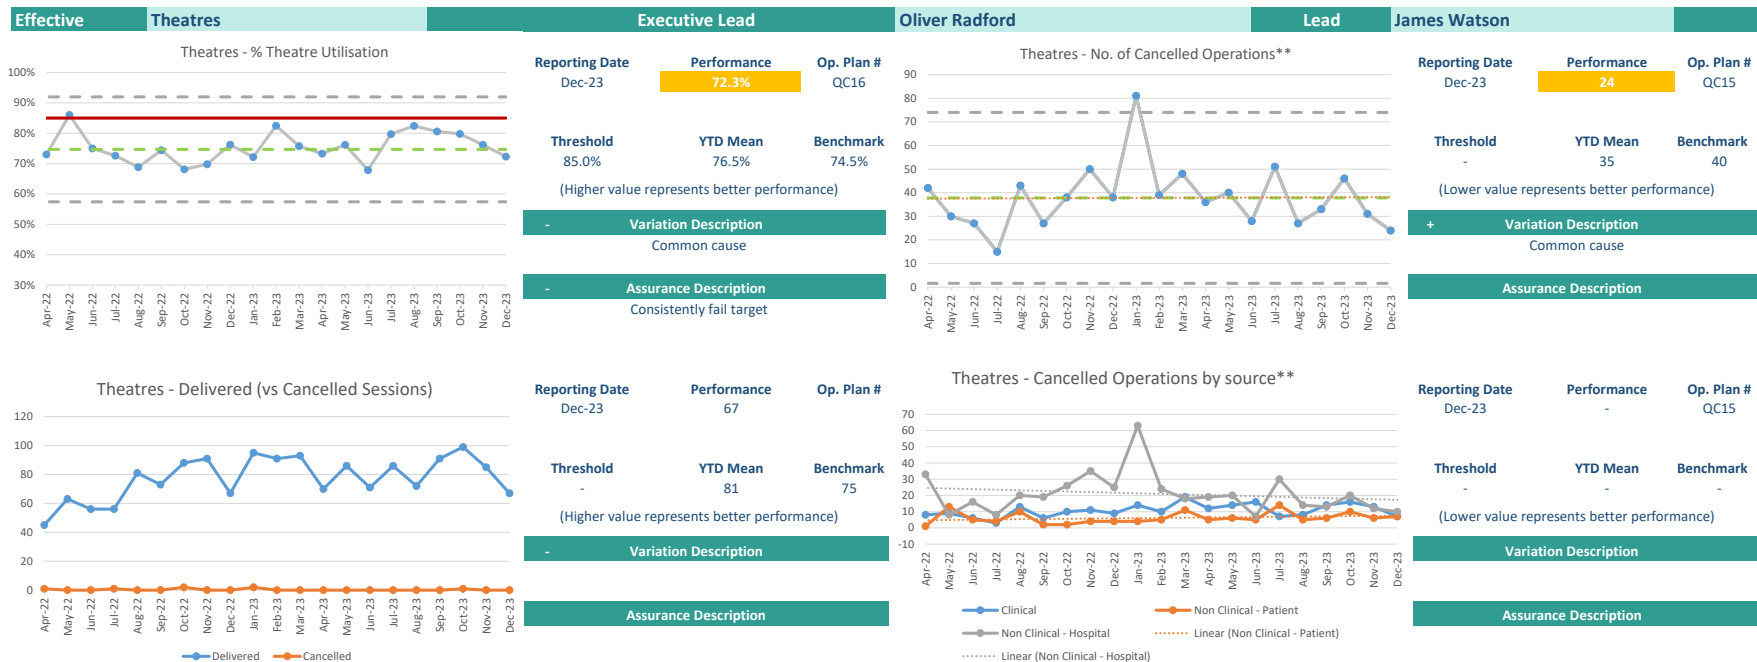 Effective Theatres Executive Lead Oliver Radford Lead James Watson
Theatres - % Theatre Utilisation
100%
90%
80%
70%
60%
50%
40%
30%
Apr-22 May-22 Jun-22 Jul-22 Aug-22 Sep-22 Oct-22 Nov-22 Dec-22 Jan-23 Feb-23 Mar-23 Apr-23 May-23 Jun-23 Jul-23 Aug-23 Sep-23 Oct-23 Nov-23 Dec-23
Reporting Date Performance Op. Plan #
Dec-23 72.3% QC16
Threshold YTD Mean Benchmark
85.0% 76.5% 74.5%
(Higher value represents better performance)
- Variation Description
Common cause
- Assurance Description
Consistently fail target
Theatres - No. of Cancelled Operations**
90
80
70
60
50
40
30
20
10
0
Apr-22 May-22 Jun-22 Jul-22 Aug-22 Sep-22 Oct-22 Nov-22 Dec-22 Jan-23 Feb-23 Mar-23 Apr-23 May-23 Jun-23 Jul-23 Aug-23 Sep-23 Oct-23 Nov-23 Dec-23
Reporting Date Performance Op. Plan #
Dec-23 24 QC15
Threshold YTD Mean Benchmark
- 35 40
(Lower value represents better performance)
+ Variation Description
Common cause
Assurance Description
Theatres - Delivered (vs Cancelled Sessions)
120
100
80
60
40
20
0
Apr-22 May-22 Jun-22 Jul-22 Aug-22 Sep-22 Oct-22 Nov-22 Dec-22 Jan-23 Feb-23 Mar-23 Apr-23 May-23 Jun-23 Jul-23 Aug-23 Sep-23 Oct-23 Nov-23 Dec-23
Delivered Cancelled
Reporting Date Performance Op. Plan #
Dec-23 67
Threshold YTD Mean Benchmark
- 81 75
(Higher value represents better performance)
- Variation Description
Assurance Description
Theatres - Cancelled Operations by source**
70
60
50
40
30
20
10
0
-10
Apr-22 May-22 Jun-22 Jul-22 Aug-22 Sep-22 Oct-22 Nov-22 Dec-22 Jan-23 Feb-23 Mar-23 Apr-23 May-23 Jun-23 Jul-23 Aug-23 Sep-23 Oct-23 Nov-23 Dec-23
Clinical Non Clinical - Patient
Non Clinical - Hospital Linear (Non Clinical - Patient)
Linear (Non Clinical - Hospital)
Reporting Date Performance Op. Plan #
Dec-23 - QC15
Threshold YTD Mean Benchmark
- - -
(Lower value represents better performance)
Variation Description
Assurance Description